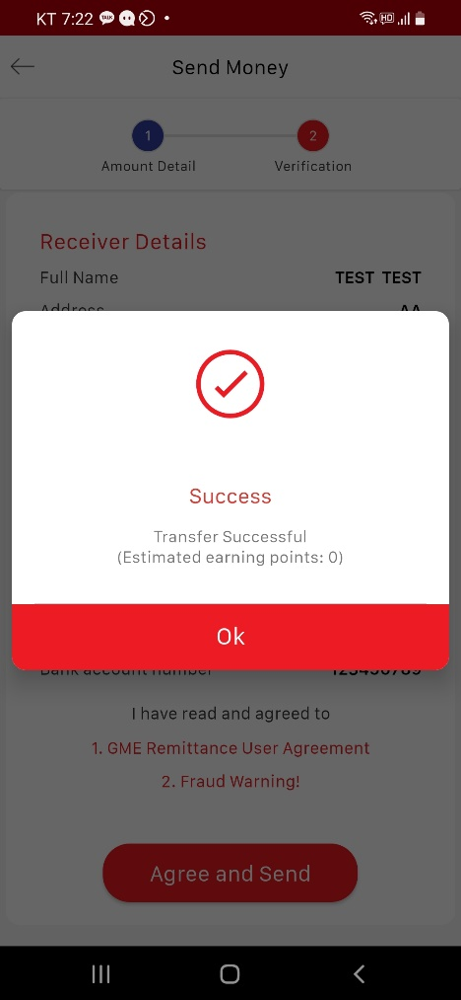 KT 7:22
Send Money
1 2
Amount Detail Verification
Receiver Details
Full Name TEST TEST
Address AA
Success
Transfer Successful
(Estimated earning points: 0)
Ok
Bank account number 123456789
I have read and agreed to
1. GME Remittance User Agreement
2. Fraud Warning!
Agree and Send